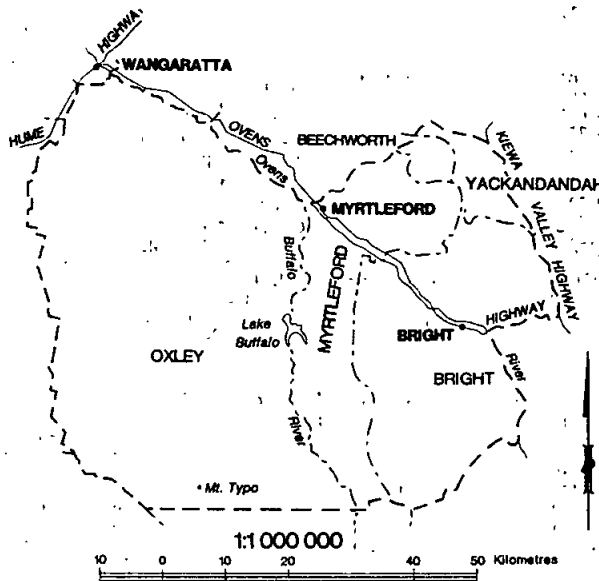 HIGHWAY
WANGARATTA
HUME
OVENS
Ovens
BEECHWORTH
KIEWA
YACKANDANDAH
MYRTLEFORD
VALLEY HIGHWAY
Buffalo
MYRTLEFORD
Lake
Buffalo
HIGHWAY
BRIGHT
OXLEY
BRIGHT
River
River
Mt. Typo
1:1 000 000
10 0 10 20 30 40 50 Kilometres